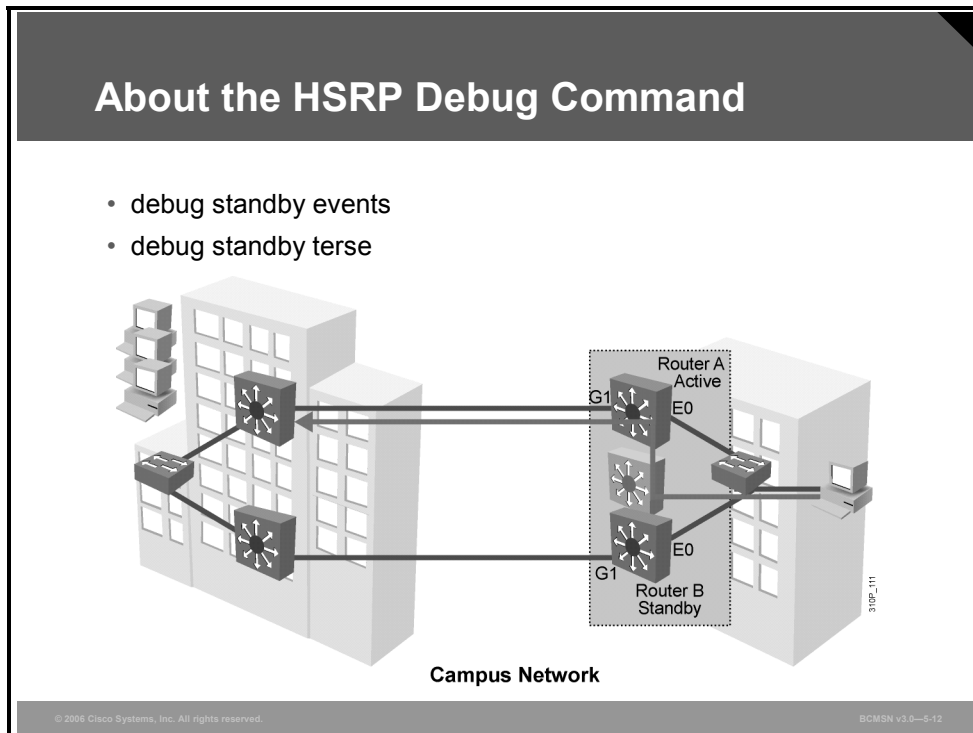 About the HSRP Debug Command
• debug standby events
• debug standby terse
Router A
Active
G1
E0
E0
G1
Router B
Standby
310P_111
Campus Network
© 2006 Cisco Systems, Inc. All rights reserved.
BCMSN v3.0—5-12